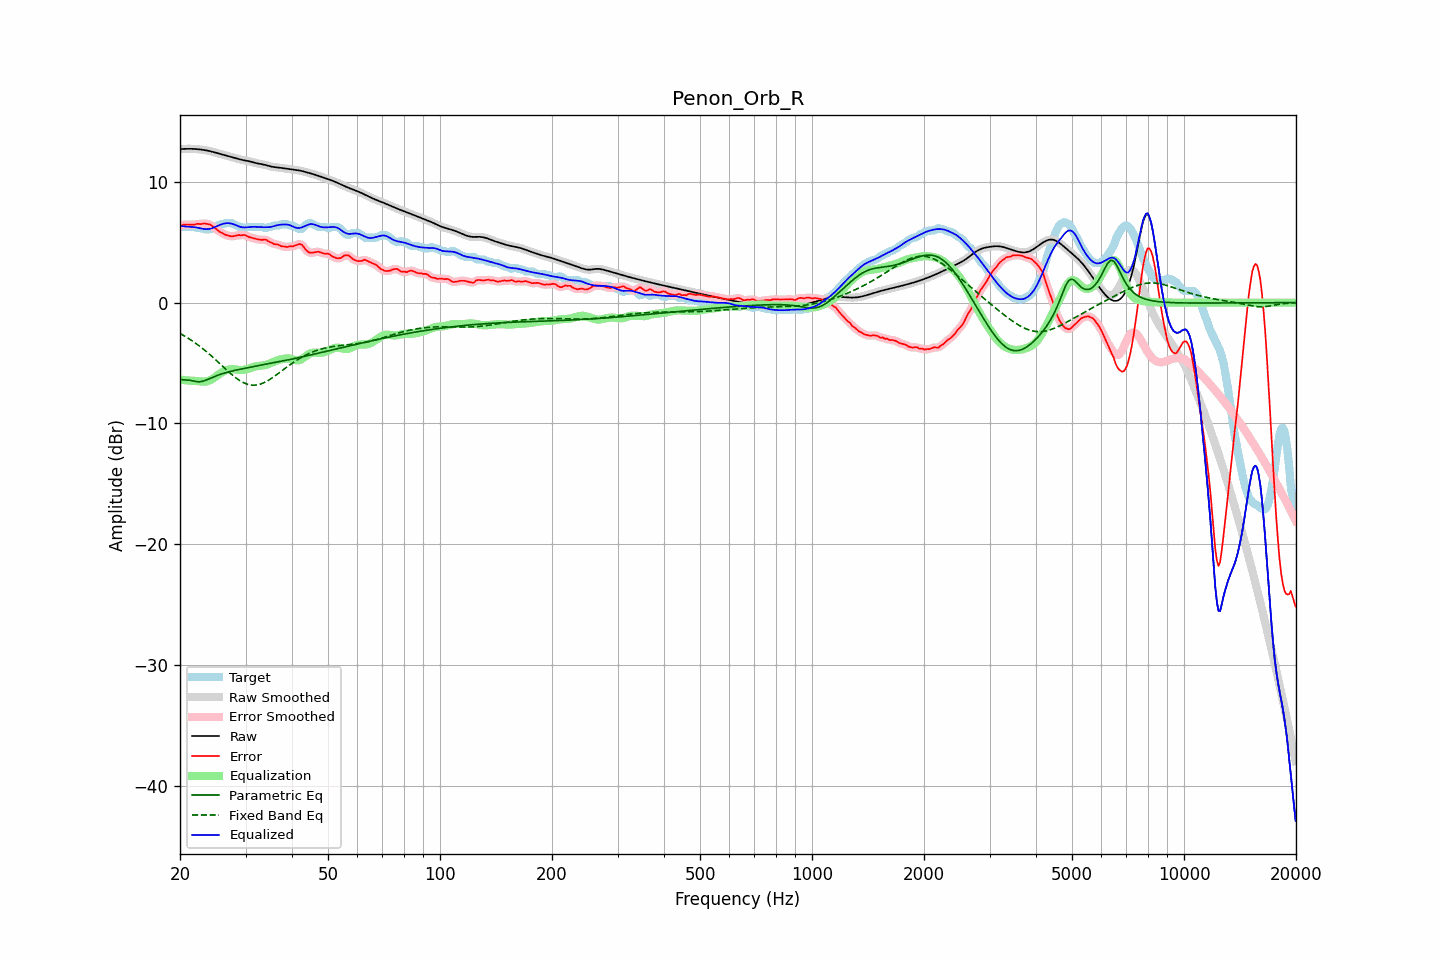 Penon_Orb_R
Amplitude (dBr)
10
0
−10
−20
−30
−40
Target
Raw Smoothed
Error Smoothed
Raw
Error
Equalization
Parametric Eq
Fixed Band Eq
Equalized
20 50 100 200 500 1000 2000 5000 10000 20000
Frequency (Hz)